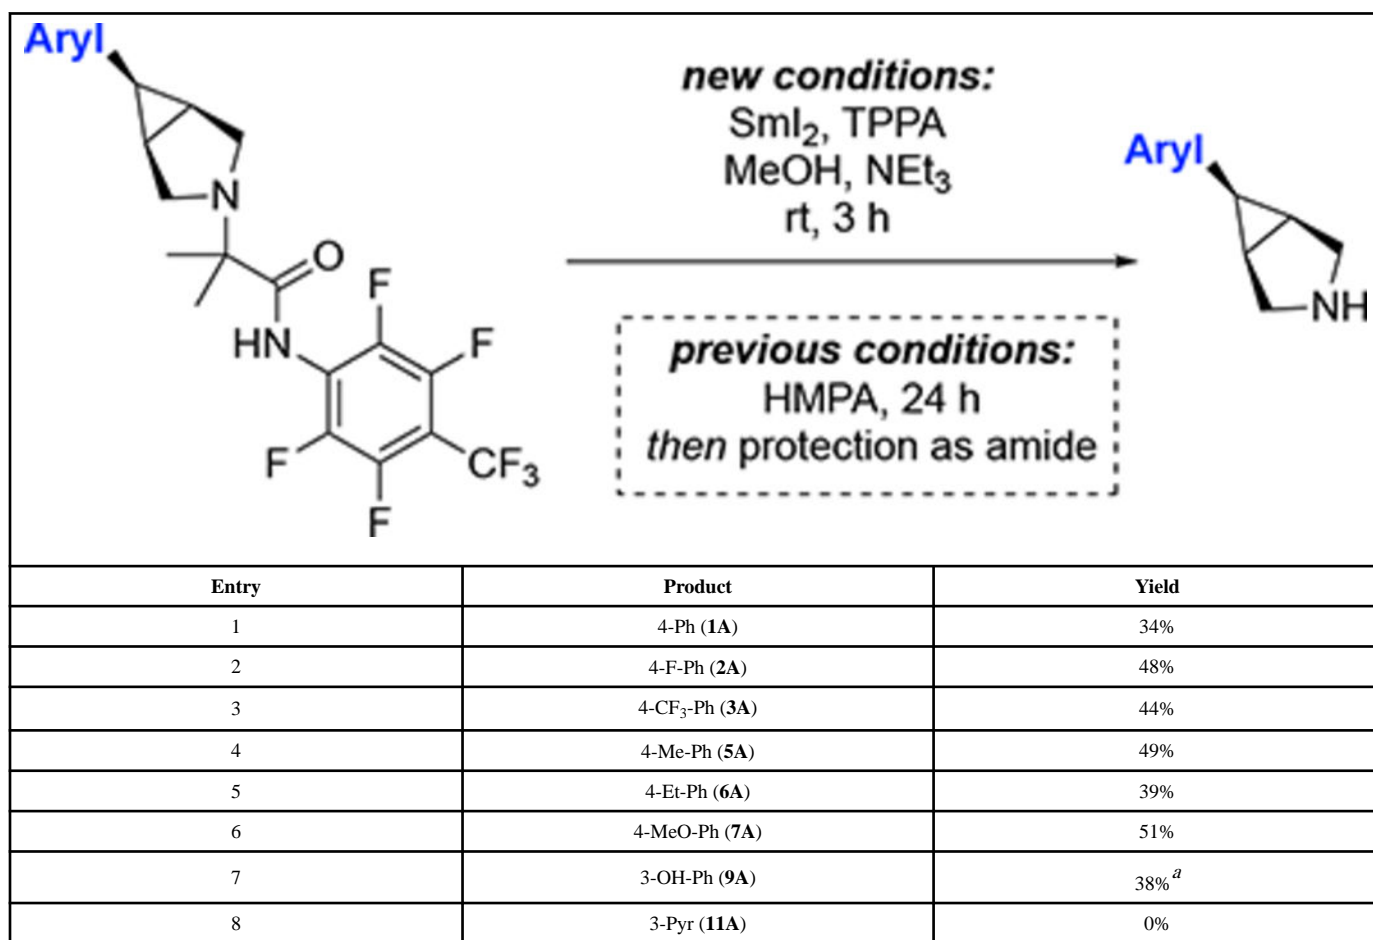 Aryl
N
O
HN
F
F
F
F
CF₃
new conditions:
SmI₂, TPPA
MeOH, NEt₃
rt, 3 h
previous conditions:
HMPA, 24 h
then protection as amide
Aryl
NH
Entry Product Yield
1 4-Ph (1A) 34%
2 4-F-Ph (2A) 48%
3 4-CF₃-Ph (3A) 44%
4 4-Me-Ph (5A) 49%
5 4-Et-Ph (6A) 39%
6 4-MeO-Ph (7A) 51%
7 3-OH-Ph (9A) 38%ᵃ
8 3-Pyr (11A) 0%